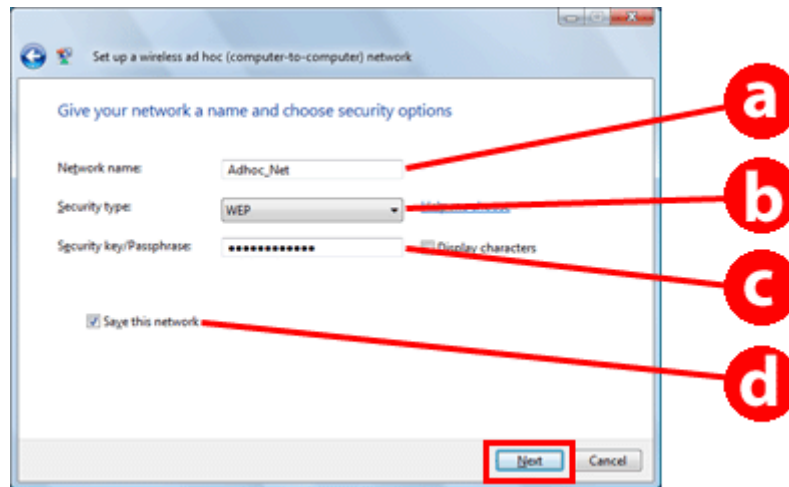 Set up a wireless ad hoc (computer-to-computer) network
Give your network a name and choose security options
a
Network name: Adhoc_Net
b
Security type: WEP
Security key/Passphrase: ●●●●●●●●●●●● Display characters
c
Save this network
d
Next Cancel